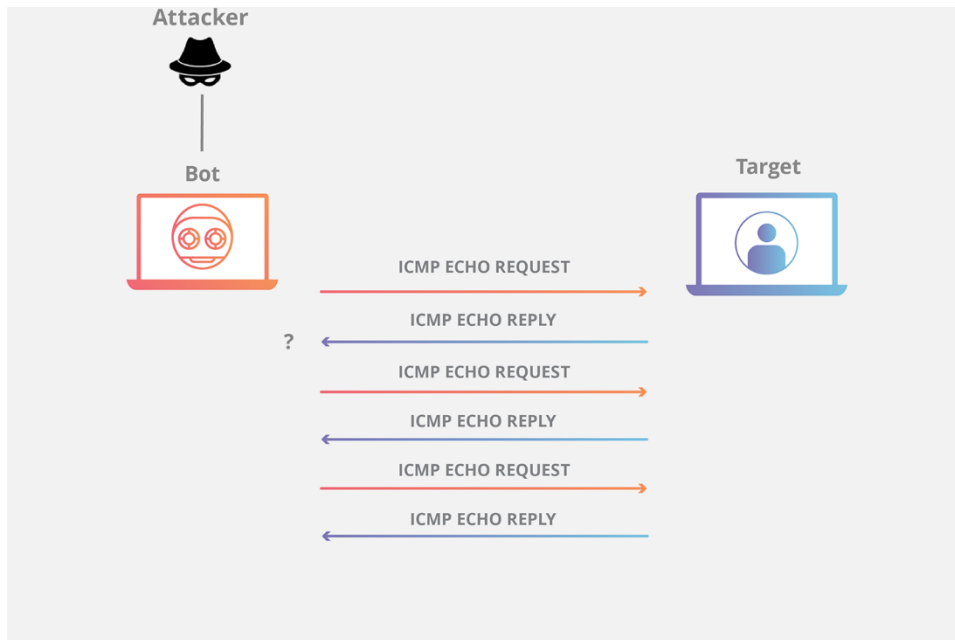 Attacker
Bot
Target
ICMP ECHO REQUEST
ICMP ECHO REPLY
?
ICMP ECHO REQUEST
ICMP ECHO REPLY
ICMP ECHO REQUEST
ICMP ECHO REPLY